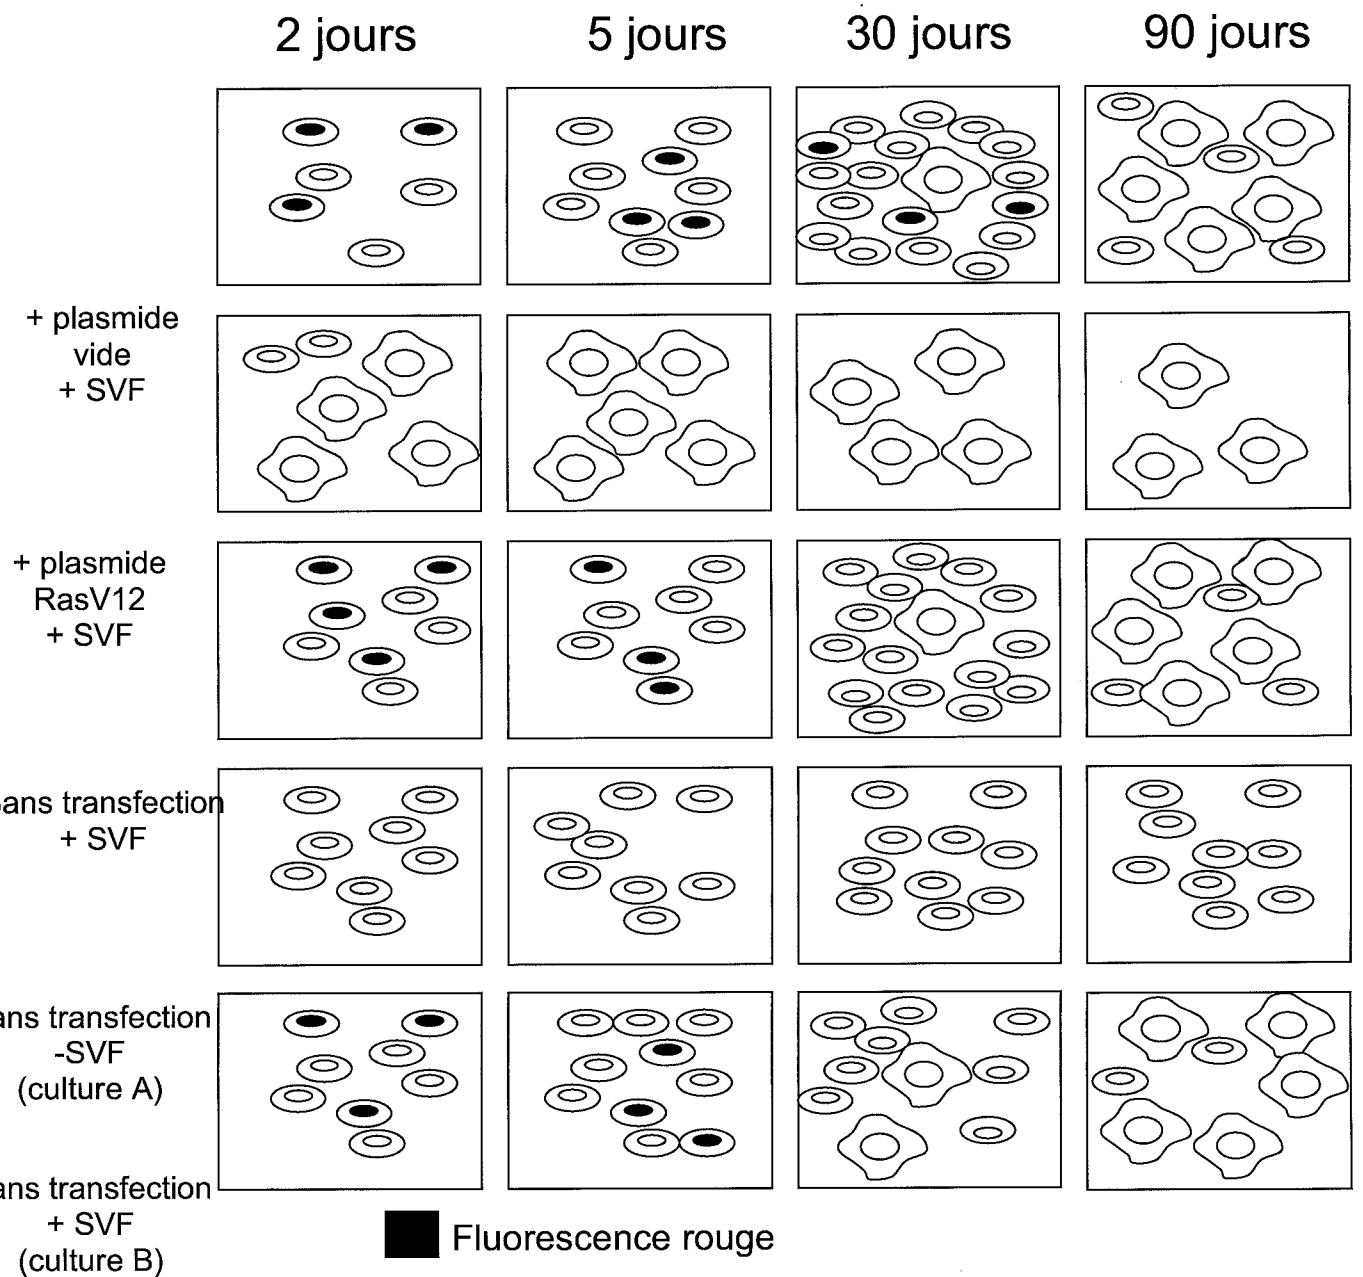 2 jours 5 jours 30 jours 90 jours
+ plasmide
vide
+ SVF
+ plasmide
RasV12
+ SVF
ans transfection
+ SVF
ans transfection
-SVF
(culture A)
ans transfection
+ SVF
(culture B)
Fluorescence rouge